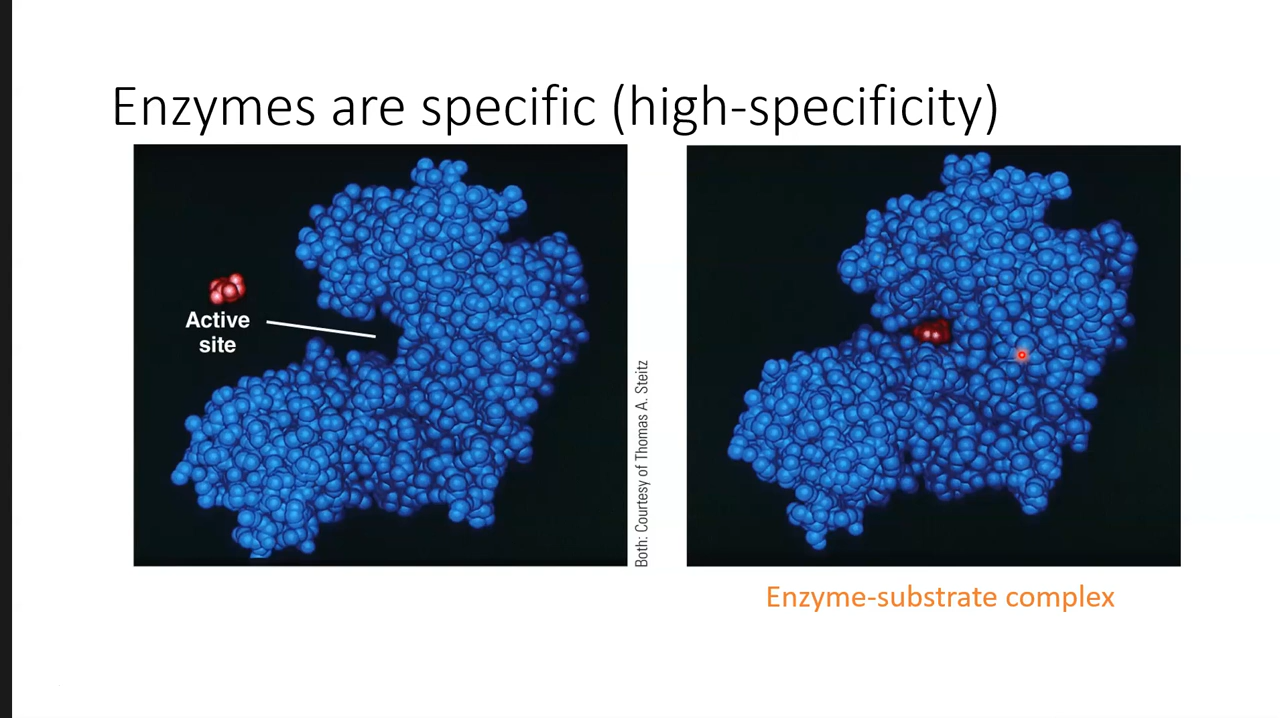 Enzymes are specific (high-specificity)
Active
site
Both: Courtesy of Thomas A. Steitz
Enzyme-substrate complex